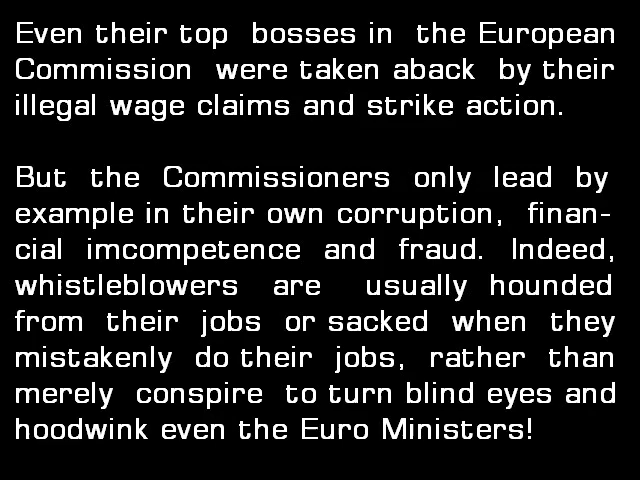 Even their top bosses in the European
Commission were taken aback by their
illegal wage claims and strike action.
But the Commissioners only lead by
example in their own corruption, finan-
cial imcompetence and fraud. Indeed,
whistleblowers are usually hounded
from their jobs or sacked when they
mistakenly do their jobs, rather than
merely conspire to turn blind eyes and
hoodwink even the Euro Ministers!